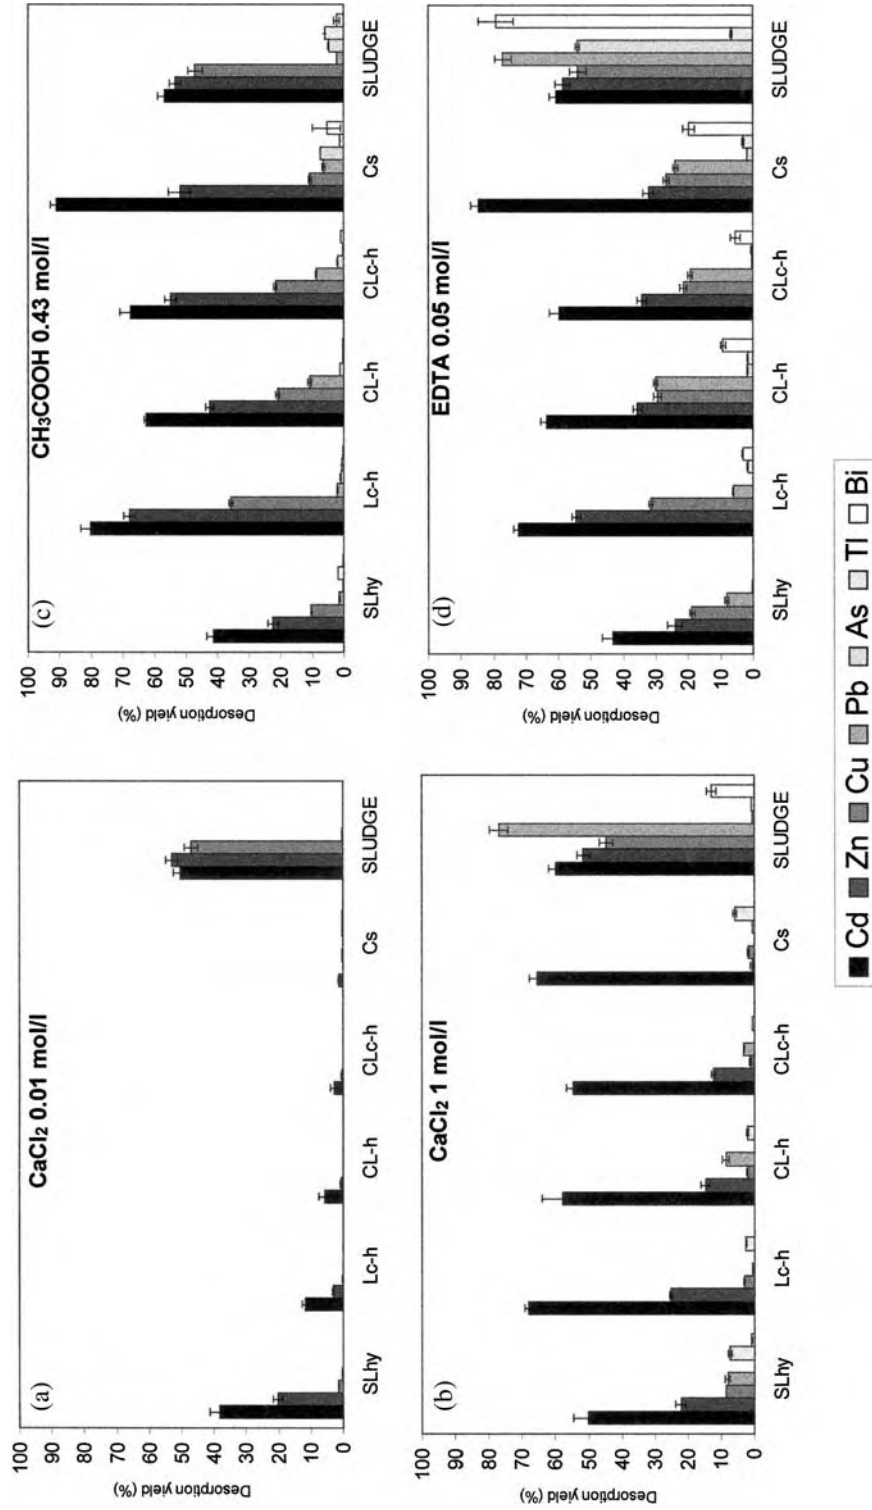 (a)
CaCl₂ 0.01 mol/l
Desorption yield (%)
100
90
80
70
60
50
40
30
20
10
0
SLhy Lc-h CL-h CLc-h Cs SLUDGE
(c)
CH₃COOH 0.43 mol/l
Desorption yield (%)
100
90
80
70
60
50
40
30
20
10
0
SLhy Lc-h CL-h CLc-h Cs SLUDGE
(b)
CaCl₂ 1 mol/l
Desorption yield (%)
100
90
80
70
60
50
40
30
20
10
0
SLhy Lc-h CL-h CLc-h Cs SLUDGE
(d)
EDTA 0.05 mol/l
Desorption yield (%)
100
90
80
70
60
50
40
30
20
10
0
SLhy Lc-h CL-h CLc-h Cs SLUDGE
Cd Zn Cu Pb As Tl Bi